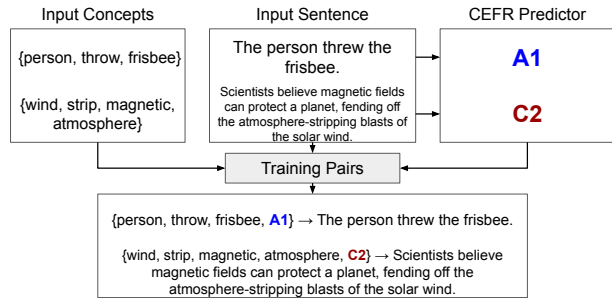 Input Concepts
Input Sentence
CEFR Predictor
{person, throw, frisbee}
{wind, strip, magnetic,
atmosphere}
The person threw the
frisbee.
Scientists believe magnetic fields
can protect a planet, fending off
the atmosphere-stripping blasts of
the solar wind.
A1
C2
Training Pairs
{person, throw, frisbee, A1} → The person threw the frisbee.
{wind, strip, magnetic, atmosphere, C2} → Scientists believe
magnetic fields can protect a planet, fending off the
atmosphere-stripping blasts of the solar wind.